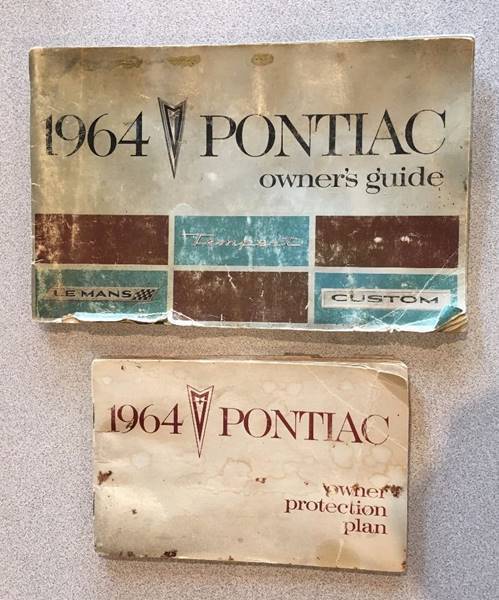 1964 PONTIAC
owner's guide
Tempest
LE MANS
CUSTOM
1964 PONTIAC
owner
protection
plan